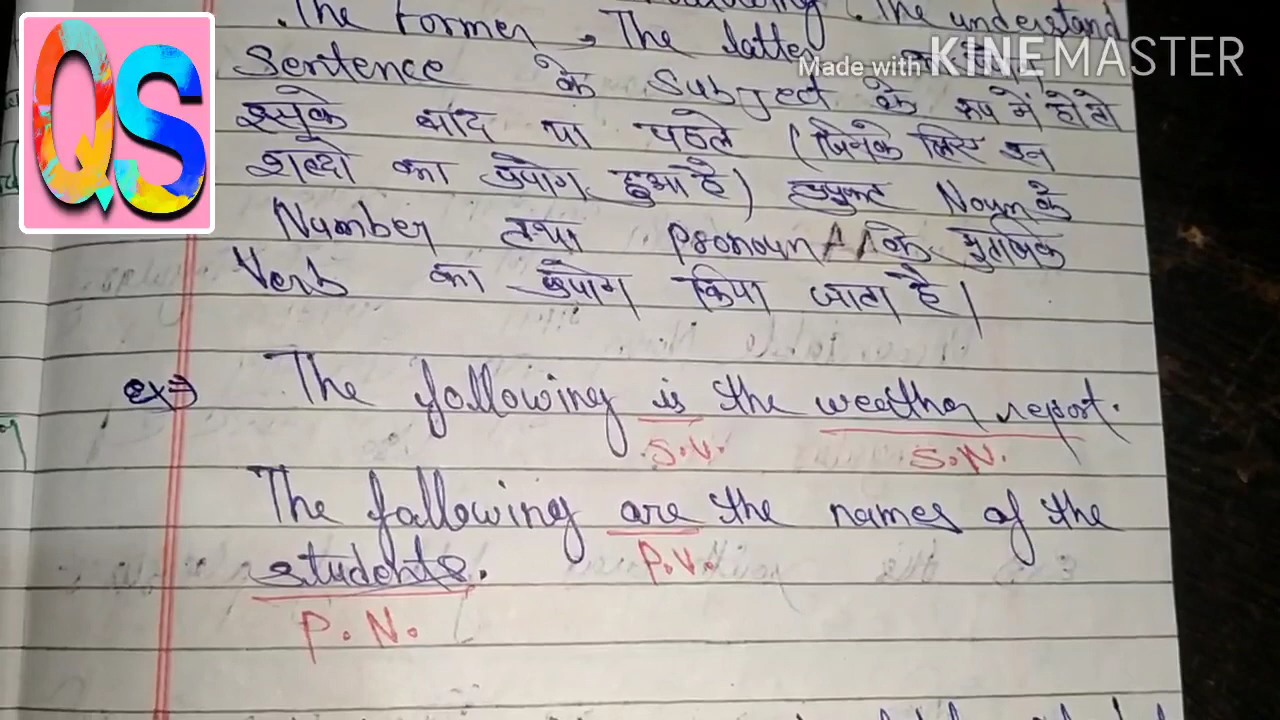 QS
Made with KINEMASTER
The understand
The former, The latter
Sentence के Subject के रूप में हो तो
इसके बाद या पहले (जिनके लिए इन
शब्दो का प्रयोग हुआ है) प्रयुक्त Noun के
Number तथा Pronoun के मुताबिक
Verb का प्रयोग किया जाता है।
ex⇒ The following is the weather report.
S.V. S.N.
The following are the names of the
P.V.
students.
P. N.